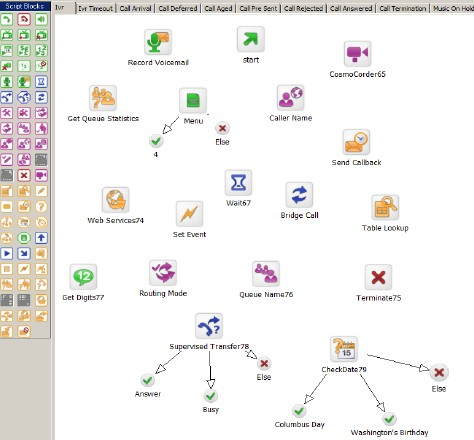 Script Blocks
Ivr
Ivr Timeout
Call Arrival
Call Deferred
Call Aged
Call Pre Sent
Call Rejected
Call Answered
Call Termination
Music On Hold
Record Voicemail
start
CosmoCorder65
Get Queue Statistics
Menu
Caller Name
4
Else
Send Callback
Web Services74
Set Event
Wait67
Bridge Call
Table Lookup
12
Get Digits77
Routing Mode
Queue Name76
Terminate75
Supervised Transfer78
15
CheckDate79
Answer
Busy
Else
Else
Columbus Day
Washington's Birthday